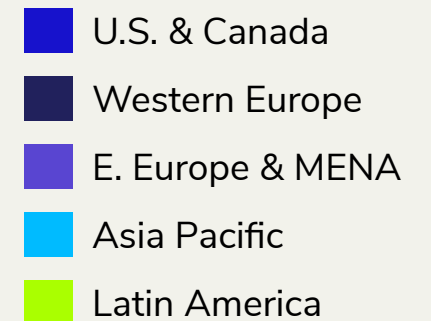 U.S. & Canada
Western Europe
E. Europe & MENA
Asia Pacific
Latin America